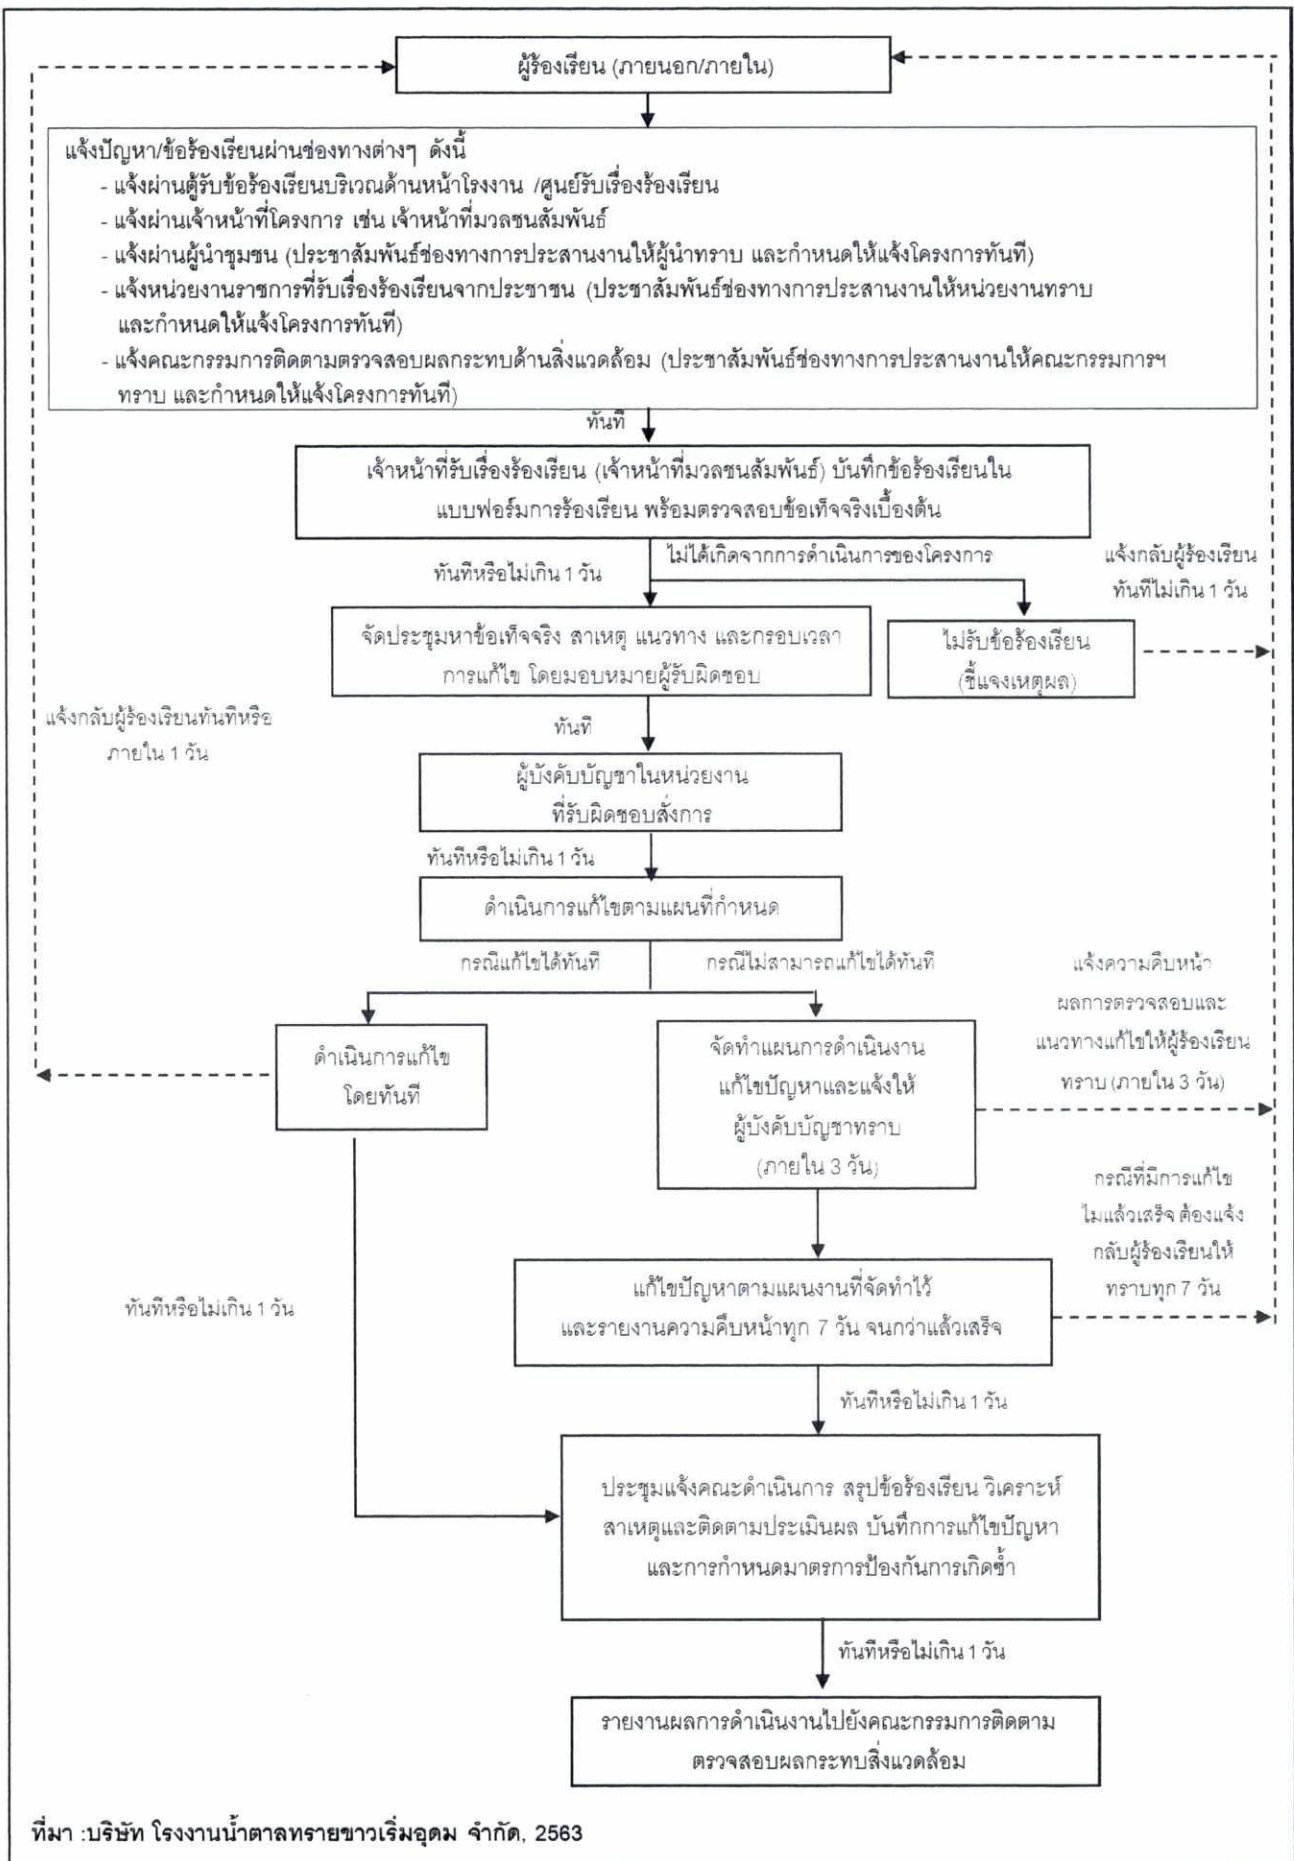 ผู้ร้องเรียน (ภายนอก/ภายใน)
แจ้งปัญหา/ข้อร้องเรียนผ่านช่องทางต่างๆ ดังนี้
- แจ้งผ่านตู้รับข้อร้องเรียนบริเวณด้านหน้าโรงงาน /ศูนย์รับเรื่องร้องเรียน
- แจ้งผ่านเจ้าหน้าที่โครงการ เช่น เจ้าหน้าที่มวลชนสัมพันธ์
- แจ้งผ่านผู้นำชุมชน (ประชาสัมพันธ์ช่องทางการประสานงานให้ผู้นำทราบ และกำหนดให้แจ้งโครงการทันที)
- แจ้งหน่วยงานราชการที่รับเรื่องร้องเรียนจากประชาชน (ประชาสัมพันธ์ช่องทางการประสานงานให้หน่วยงานทราบ
และกำหนดให้แจ้งโครงการทันที)
- แจ้งคณะกรรมการติดตามตรวจสอบผลกระทบด้านสิ่งแวดล้อม (ประชาสัมพันธ์ช่องทางการประสานงานให้คณะกรรมการฯ
ทราบ และกำหนดให้แจ้งโครงการทันที)
ทันที
เจ้าหน้าที่รับเรื่องร้องเรียน (เจ้าหน้าที่มวลชนสัมพันธ์) บันทึกข้อร้องเรียนใน
แบบฟอร์มการร้องเรียน พร้อมตรวจสอบข้อเท็จจริงเบื้องต้น
ไม่ได้เกิดจากการดำเนินการของโครงการ
ทันทีหรือไม่เกิน 1 วัน
แจ้งกลับผู้ร้องเรียน
ทันทีไม่เกิน 1 วัน
จัดประชุมหาข้อเท็จจริง สาเหตุ แนวทาง และกรอบเวลา
การแก้ไข โดยมอบหมายผู้รับผิดชอบ
ไม่รับข้อร้องเรียน
(ชี้แจงเหตุผล)
แจ้งกลับผู้ร้องเรียนทันทีหรือ
ภายใน 1 วัน
ทันที
ผู้บังคับบัญชาในหน่วยงาน
ที่รับผิดชอบสั่งการ
ทันทีหรือไม่เกิน 1 วัน
ดำเนินการแก้ไขตามแผนที่กำหนด
กรณีแก้ไขได้ทันที
กรณีไม่สามารถแก้ไขได้ทันที
แจ้งความคืบหน้า
ผลการตรวจสอบและ
แนวทางแก้ไขให้ผู้ร้องเรียน
ทราบ (ภายใน 3 วัน)
ดำเนินการแก้ไข
โดยทันที
จัดทำแผนการดำเนินงาน
แก้ไขปัญหาและแจ้งให้
ผู้บังคับบัญชาทราบ
(ภายใน 3 วัน)
กรณีที่มีการแก้ไข
ไม่แล้วเสร็จ ต้องแจ้ง
กลับผู้ร้องเรียนให้
ทราบทุก 7 วัน
แก้ไขปัญหาตามแผนงานที่จัดทำไว้
และรายงานความคืบหน้าทุก 7 วัน จนกว่าแล้วเสร็จ
ทันทีหรือไม่เกิน 1 วัน
ทันทีหรือไม่เกิน 1 วัน
ประชุมแจ้งคณะดำเนินการ สรุปข้อร้องเรียน วิเคราะห์
สาเหตุและติดตามประเมินผล บันทึกการแก้ไขปัญหา
และการกำหนดมาตรการป้องกันการเกิดซ้ำ
ทันทีหรือไม่เกิน 1 วัน
รายงานผลการดำเนินงานไปยังคณะกรรมการติดตาม
ตรวจสอบผลกระทบสิ่งแวดล้อม
ที่มา :บริษัท โรงงานน้ำตาลทรายขาวเริ่มอุดม จำกัด, 2563